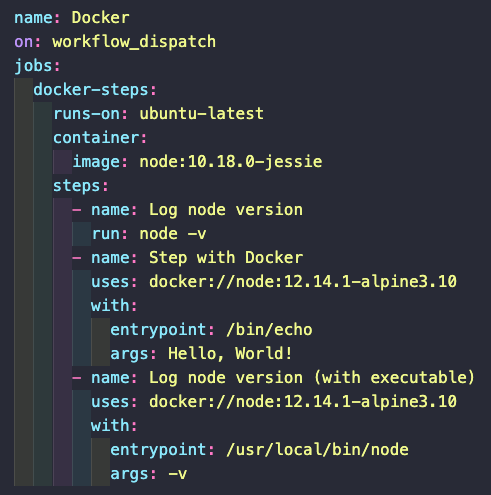 name: Docker
on: workflow_dispatch
jobs:
  docker-steps:
    runs-on: ubuntu-latest
    container:
      image: node:10.18.0-jessie
    steps:
      - name: Log node version
        run: node -v
      - name: Step with Docker
        uses: docker://node:12.14.1-alpine3.10
        with:
          entrypoint: /bin/echo
          args: Hello, World!
      - name: Log node version (with executable)
        uses: docker://node:12.14.1-alpine3.10
        with:
          entrypoint: /usr/local/bin/node
          args: -v